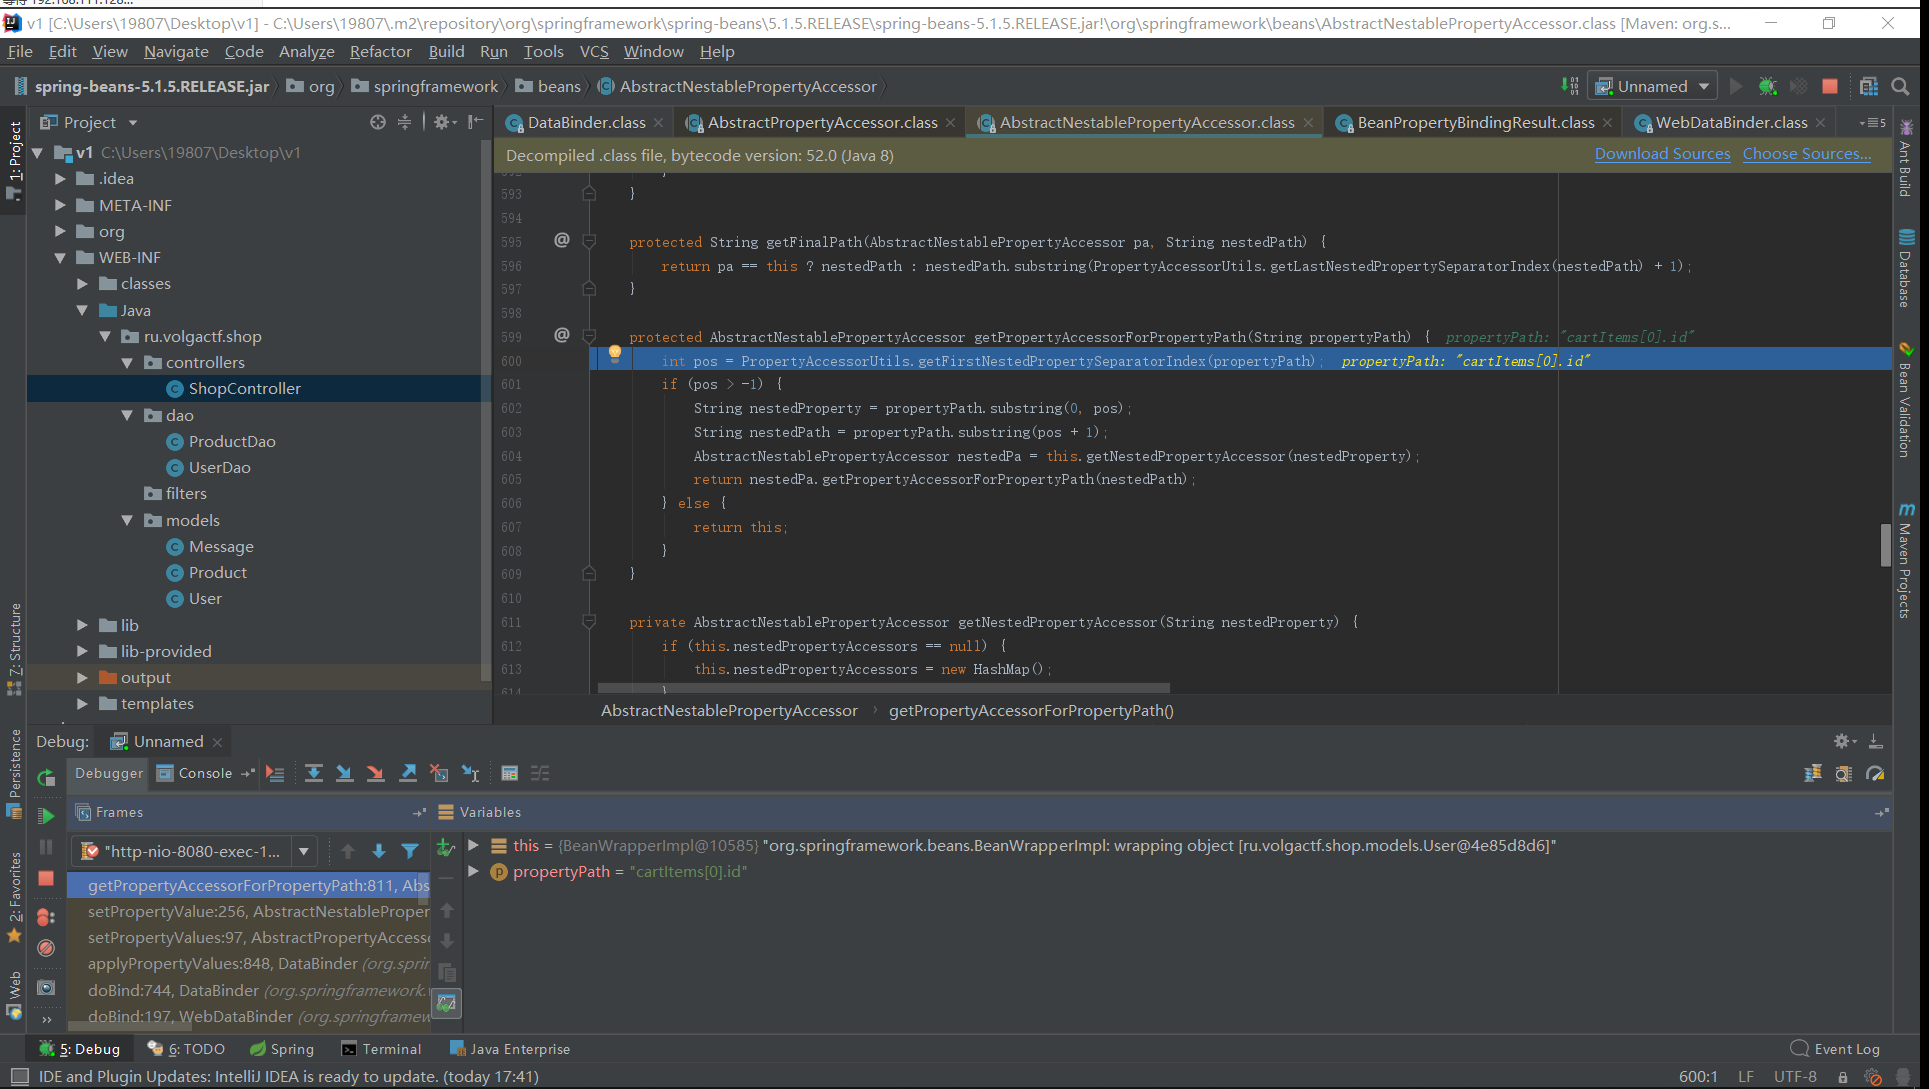 v1 [C:\Users\19807\Desktop\v1] - C:\Users\19807\.m2\repository\org\springframework\spring-beans\5.1.5.RELEASE\spring-beans-5.1.5.RELEASE.jar!\org\springframework\beans\AbstractNestablePropertyAccessor.class [Maven: org.s...
File Edit View Navigate Code Analyze Refactor Build Run Tools VCS Window Help
spring-beans-5.1.5.RELEASE.jar org springframework beans AbstractNestablePropertyAccessor Unnamed
Project
DataBinder.class AbstractPropertyAccessor.class AbstractNestablePropertyAccessor.class BeanPropertyBindingResult.class WebDataBinder.class 5
Decompiled .class file, bytecode version: 52.0 (Java 8) Download Sources Choose Sources...
v1 C:\Users\19807\Desktop\v1
.idea
META-INF
org
WEB-INF
classes
Java
ru.volgactf.shop
controllers
ShopController
dao
ProductDao
UserDao
filters
models
Message
Product
User
lib
lib-provided
output
templates
593 }
594
595 @ protected String getFinalPath(AbstractNestablePropertyAccessor pa, String nestedPath) {
596 return pa == this ? nestedPath : nestedPath.substring(PropertyAccessorUtils.getLastNestedPropertySeparatorIndex(nestedPath) + 1);
597 }
598
599 @ protected AbstractNestablePropertyAccessor getPropertyAccessorForPropertyPath(String propertyPath) { propertyPath: "cartItems[0].id"
600 int pos = PropertyAccessorUtils.getFirstNestedPropertySeparatorIndex(propertyPath); propertyPath: "cartItems[0].id"
601 if (pos > -1) {
602 String nestedProperty = propertyPath.substring(0, pos);
603 String nestedPath = propertyPath.substring(pos + 1);
604 AbstractNestablePropertyAccessor nestedPa = this.getNestedPropertyAccessor(nestedProperty);
605 return nestedPa.getPropertyAccessorForPropertyPath(nestedPath);
606 } else {
607 return this;
608 }
609 }
610
611 private AbstractNestablePropertyAccessor getNestedPropertyAccessor(String nestedProperty) {
612 if (this.nestedPropertyAccessors == null) {
613 this.nestedPropertyAccessors = new HashMap();
614 }
AbstractNestablePropertyAccessor getPropertyAccessorForPropertyPath()
1: Project
7: Structure
Persistence
2: Favorites
Web
Ant Build
Database
Bean Validation
Maven Projects
Debug: Unnamed
Debugger Console
Frames Variables
"http-nio-8080-exec-1...
getPropertyAccessorForPropertyPath:811, Abs
setPropertyValue:256, AbstractNestableProper
setPropertyValues:97, AbstractPropertyAccess
applyPropertyValues:848, DataBinder (org.sprin
doBind:744, DataBinder (org.springframework.
doBind:197, WebDataBinder (org.springframew
this = {BeanWrapperImpl@10585} "org.springframework.beans.BeanWrapperImpl: wrapping object [ru.volgactf.shop.models.User@4e85d8d6]"
propertyPath = "cartItems[0].id"
5: Debug 6: TODO Spring Terminal Java Enterprise Event Log
IDE and Plugin Updates: IntelliJ IDEA is ready to update. (today 17:41) 600:1 LF UTF-8